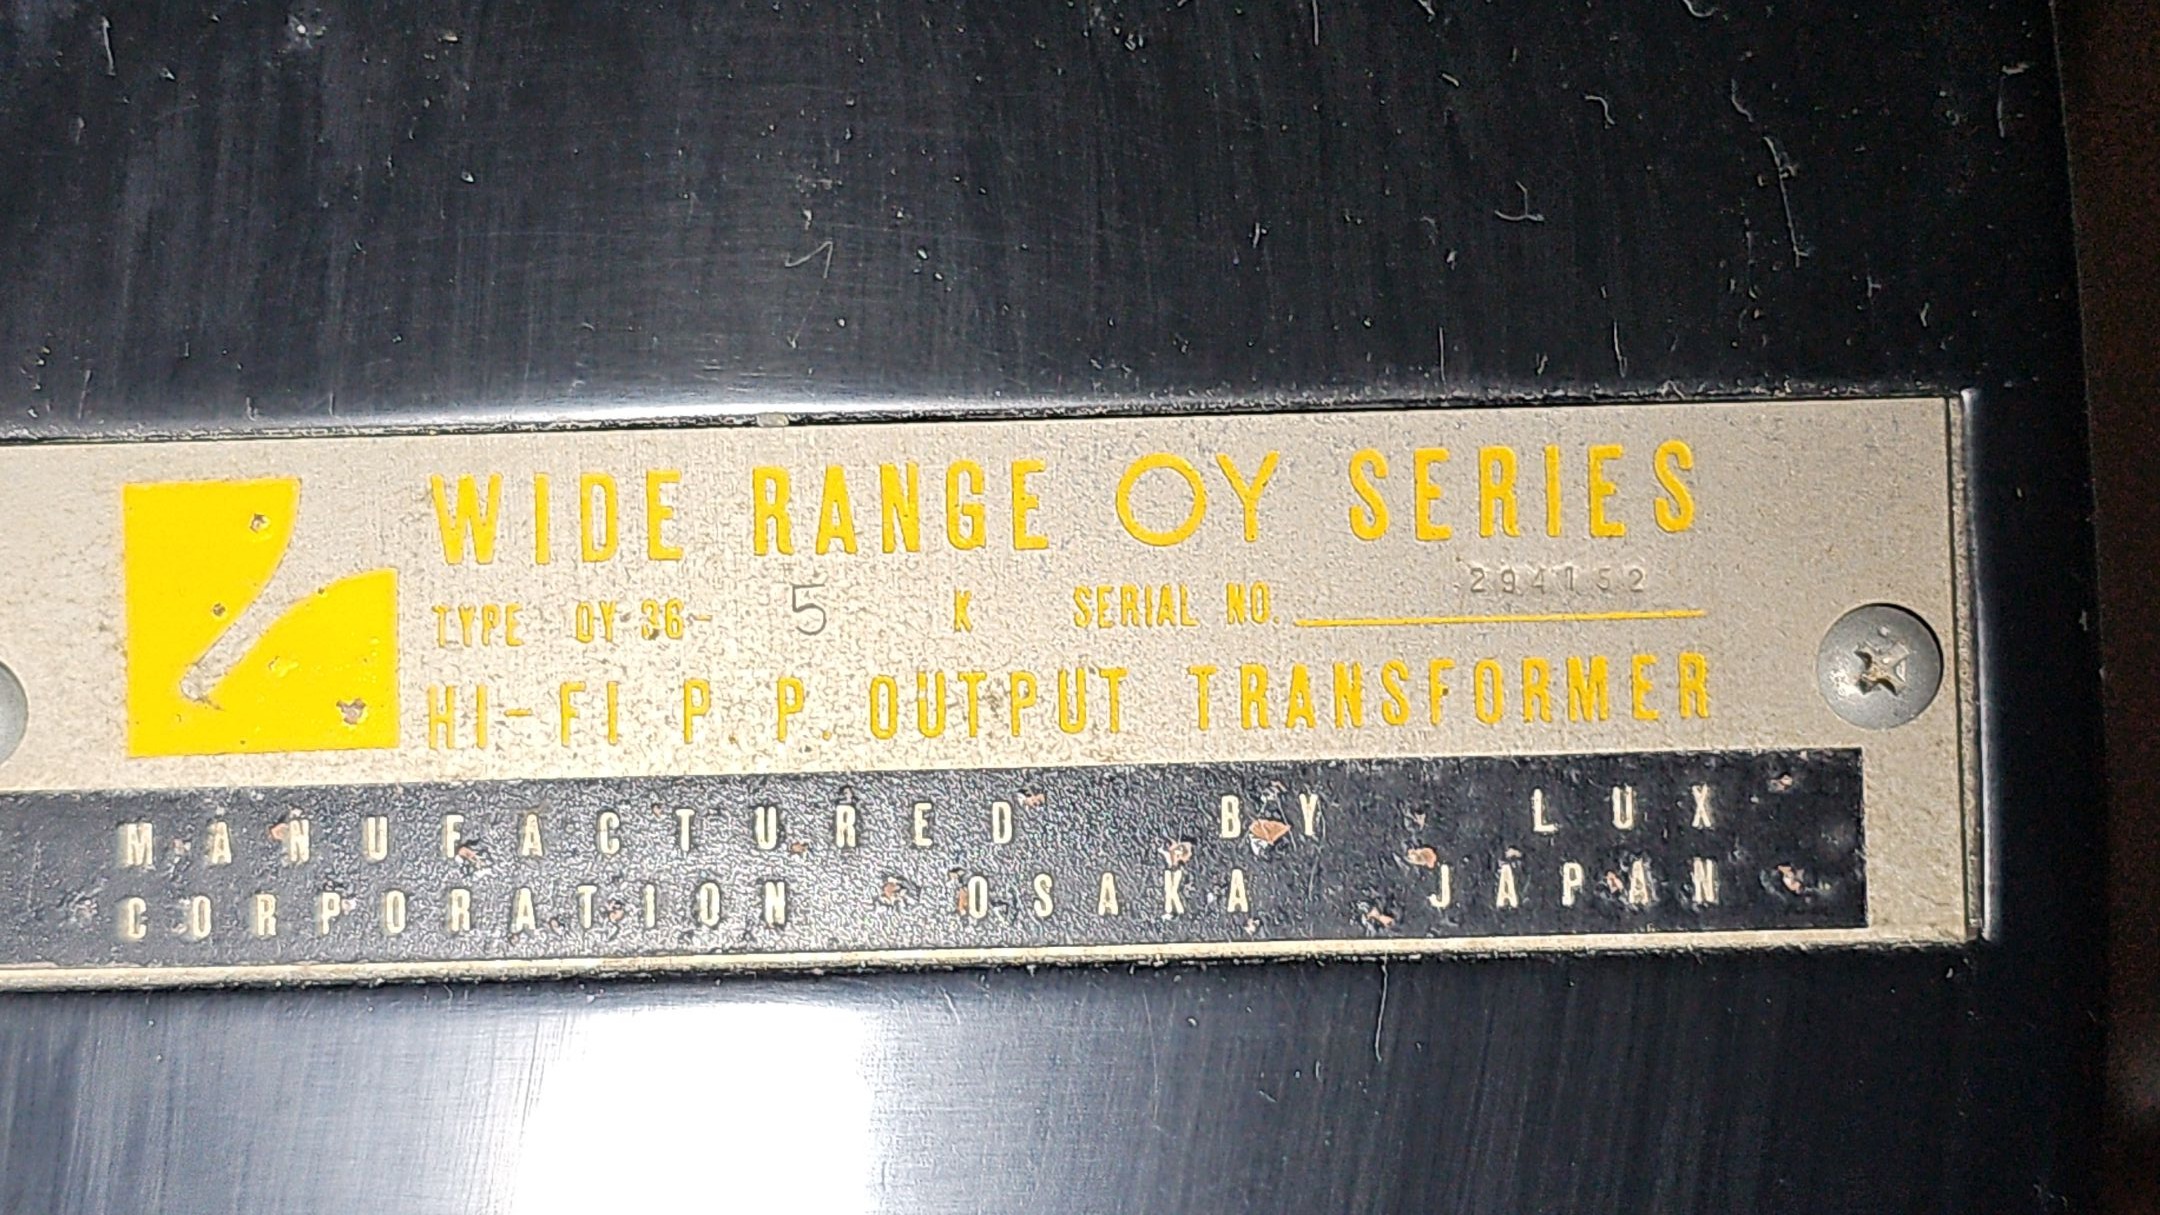 WIDE RANGE OY SERIES
TYPE OY 36- 5 K SERIAL NO. 294152
HI-FI P P. OUTPUT TRANSFORMER
MANUFACTURED BY LUX
CORPORATION OSAKA JAPAN